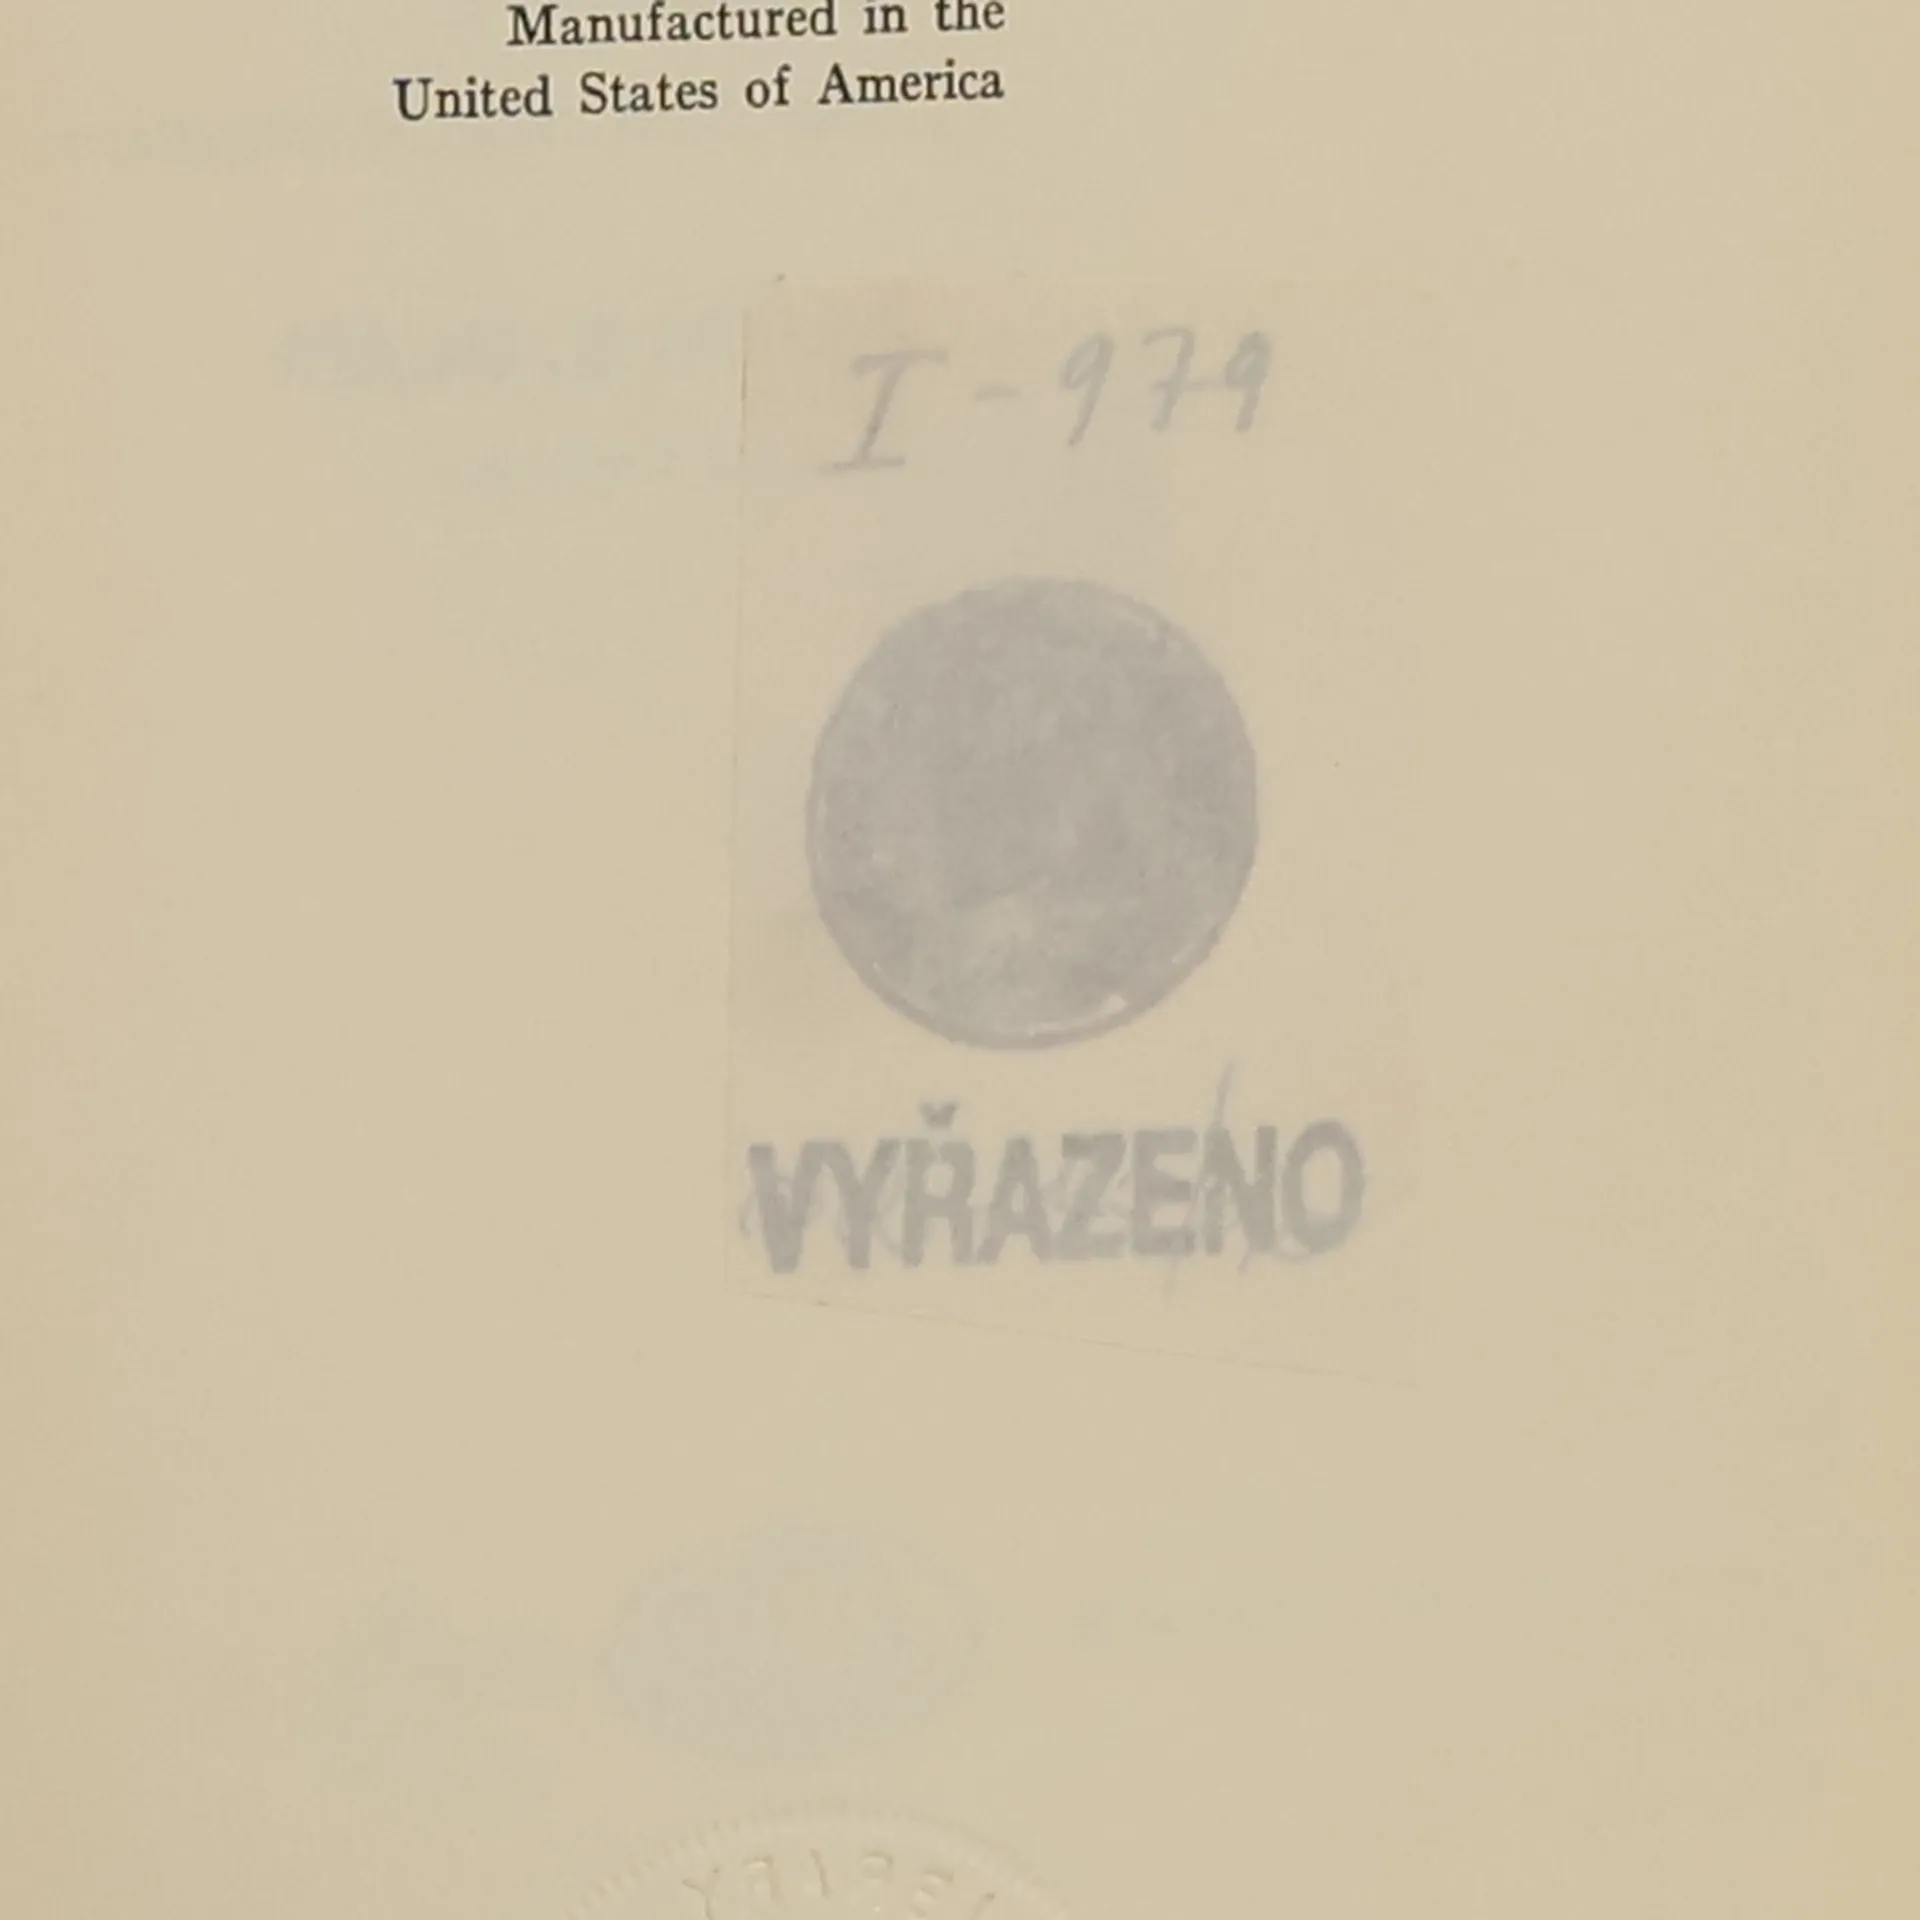 Manufactured in the
United States of America
I-979
VYŘAZENO